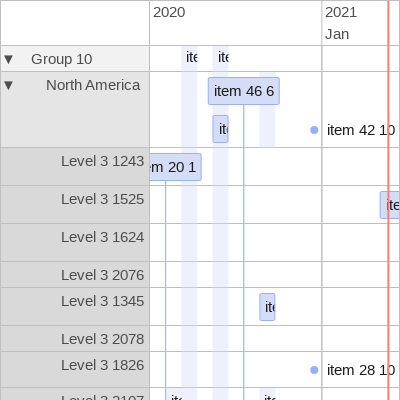 2020 2021
Jan
▼ Group 10 ite ite
▼ North America item 46 6
ite item 42 10
Level 3 1243 em 20 1
Level 3 1525 ite
Level 3 1624
Level 3 2076
Level 3 1345 ite
Level 3 2078
Level 3 1826 item 28 10
Level 3 2107 ite ite